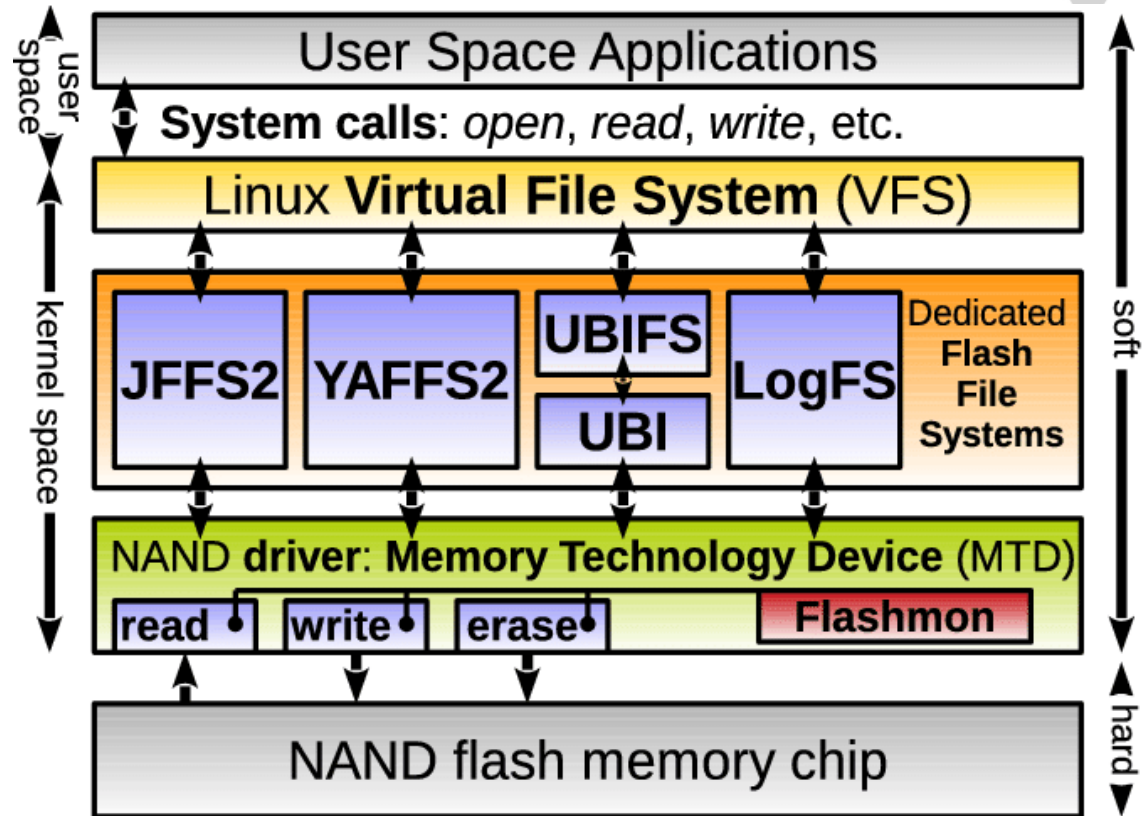 User Space Applications
user
space
System calls: open, read, write, etc.
Linux Virtual File System (VFS)
kernel space
soft
JFFS2
YAFFS2
UBIFS
UBI
LogFS
Dedicated
Flash
File
Systems
NAND driver: Memory Technology Device (MTD)
read
write
erase
Flashmon
NAND flash memory chip
hard